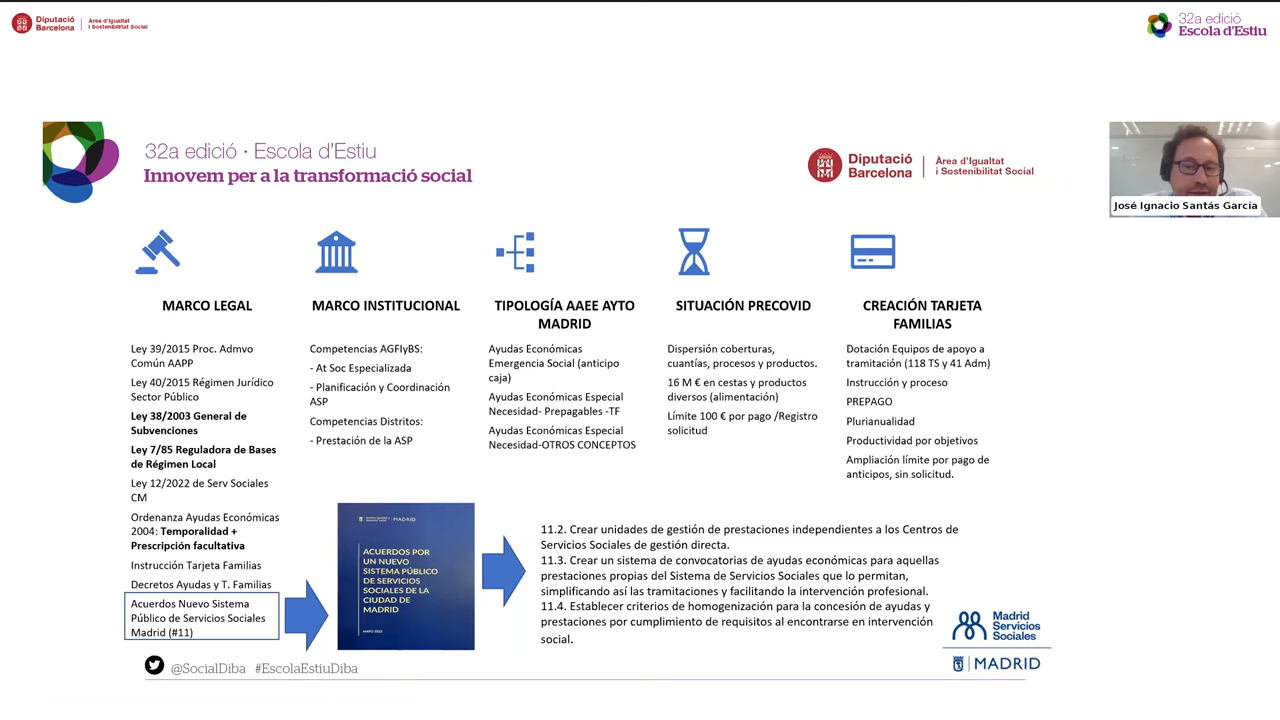 Diputació
Barcelona
Àrea d'Igualtat
i Sostenibilitat Social
32a edició
Escola d'Estiu
32a edició · Escola d'Estiu
Innovem per a la transformació social
Diputació
Barcelona
Àrea d'Igualtat
i Sostenibilitat Social
José Ignacio Santás García
MARCO LEGAL
Ley 39/2015 Proc. Admvo
Común AAPP
Ley 40/2015 Régimen Jurídico
Sector Público
Ley 38/2003 General de
Subvenciones
Ley 7/85 Reguladora de Bases
de Régimen Local
Ley 12/2022 de Serv Sociales
CM
Ordenanza Ayudas Económicas
2004: Temporalidad +
Prescripción facultativa
Instrucción Tarjeta Familias
Decretos Ayudas y T. Familias
Acuerdos Nuevo Sistema
Público de Servicios Sociales
Madrid (#11)
MARCO INSTITUCIONAL
Competencias AGFIyBS:
- At Soc Especializada
- Planificación y Coordinación
ASP
Competencias Distritos:
- Prestación de la ASP
TIPOLOGÍA AAEE AYTO
MADRID
Ayudas Económicas
Emergencia Social (anticipo
caja)
Ayudas Económicas Especial
Necesidad- Prepagables -TF
Ayudas Económicas Especial
Necesidad-OTROS CONCEPTOS
SITUACIÓN PRECOVID
Dispersión coberturas,
cuantías, procesos y productos.
16 M € en cestas y productos
diversos (alimentación)
Límite 100 € por pago /Registro
solicitud
CREACIÓN TARJETA
FAMILIAS
Dotación Equipos de apoyo a
tramitación (118 TS y 41 Adm)
Instrucción y proceso
PREPAGO
Plurianualidad
Productividad por objetivos
Ampliación límite por pago de
anticipos, sin solicitud.
MADRID
ACUERDOS POR
UN NUEVO
SISTEMA PÚBLICO
DE SERVICIOS
SOCIALES DE LA
CIUDAD DE
MADRID
MAYO 2022
11.2. Crear unidades de gestión de prestaciones independientes a los Centros de
Servicios Sociales de gestión directa.
11.3. Crear un sistema de convocatorias de ayudas económicas para aquellas
prestaciones propias del Sistema de Servicios Sociales que lo permitan,
simplificando así las tramitaciones y facilitando la intervención profesional.
11.4. Establecer criterios de homogenización para la concesión de ayudas y
prestaciones por cumplimiento de requisitos al encontrarse en intervención
social.
Madrid
Servicios
Sociales
MADRID
@SocialDiba #EscolaEstiuDiba